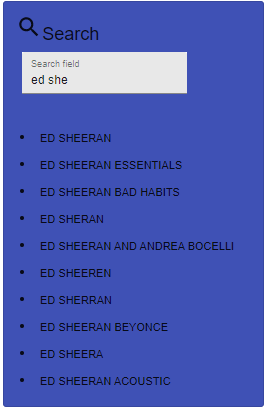 Search
Search field
ed she
ED SHEERAN
ED SHEERAN ESSENTIALS
ED SHEERAN BAD HABITS
ED SHERAN
ED SHEERAN AND ANDREA BOCELLI
ED SHEEREN
ED SHERRAN
ED SHEERAN BEYONCE
ED SHEERA
ED SHEERAN ACOUSTIC